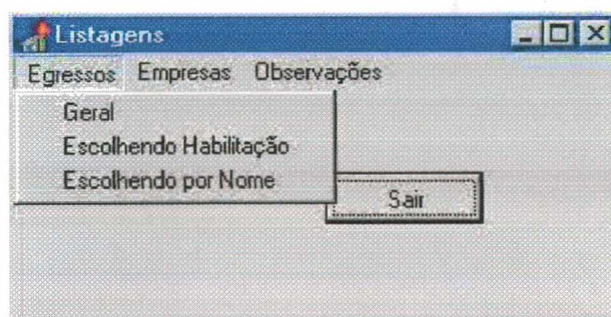 Listagens
Egressos Empresas Observações
Geral
Escolhendo Habilitação
Escolhendo por Nome
Sair